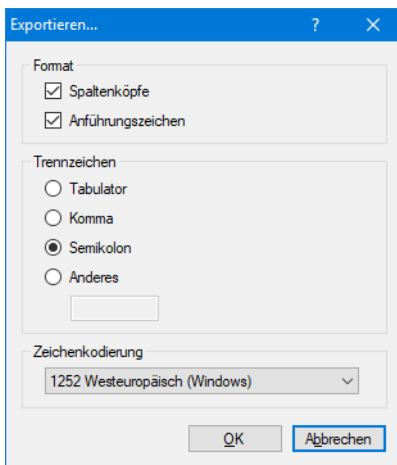 Exportieren...
?
Format
Spaltenköpfe
Anführungszeichen
Trennzeichen
Tabulator
Komma
Semikolon
Anderes
Zeichenkodierung
1252 Westeuropäisch (Windows)
OK Abbrechen